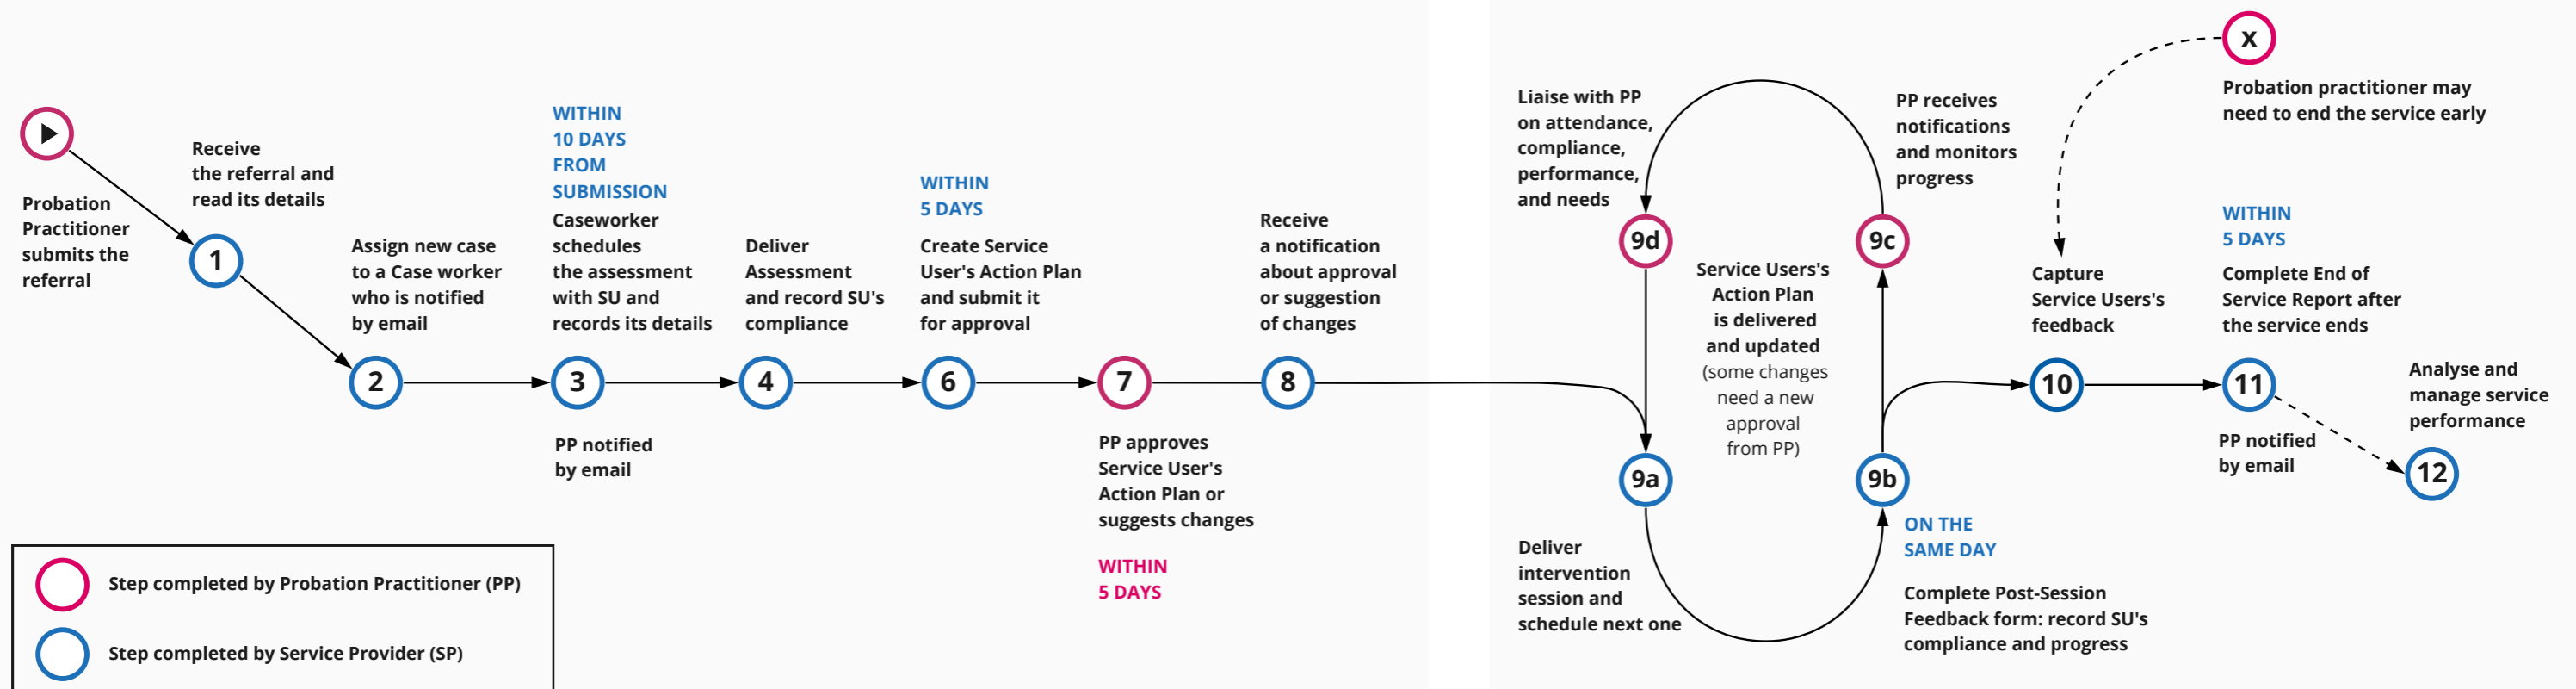 Probation
Practitioner
submits the
referral
Receive
the referral and
read its details
1
Assign new case
to a Case worker
who is notified
by email
2
WITHIN
10 DAYS
FROM
SUBMISSION
Caseworker
schedules
the assessment
with SU and
records its details
3
PP notified
by email
Deliver
Assessment
and record SU's
compliance
4
WITHIN
5 DAYS
Create Service
User's Action Plan
and submit it
for approval
6
7
PP approves
Service User's
Action Plan or
suggests changes
WITHIN
5 DAYS
Receive
a notification
about approval
or suggestion
of changes
8
Liaise with PP
on attendance,
compliance,
performance,
and needs
9d
Service Users's
Action Plan
is delivered
and updated
(some changes
need a new
approval
from PP)
PP receives
notifications
and monitors
progress
9c
9a
Deliver
intervention
session and
schedule next one
9b
ON THE
SAME DAY
Complete Post-Session
Feedback form: record SU's
compliance and progress
x
Probation practitioner may
need to end the service early
Capture
Service Users's
feedback
10
WITHIN
5 DAYS
Complete End of
Service Report after
the service ends
11
PP notified
by email
Analyse and
manage service
performance
12
Step completed by Probation Practitioner (PP)
Step completed by Service Provider (SP)